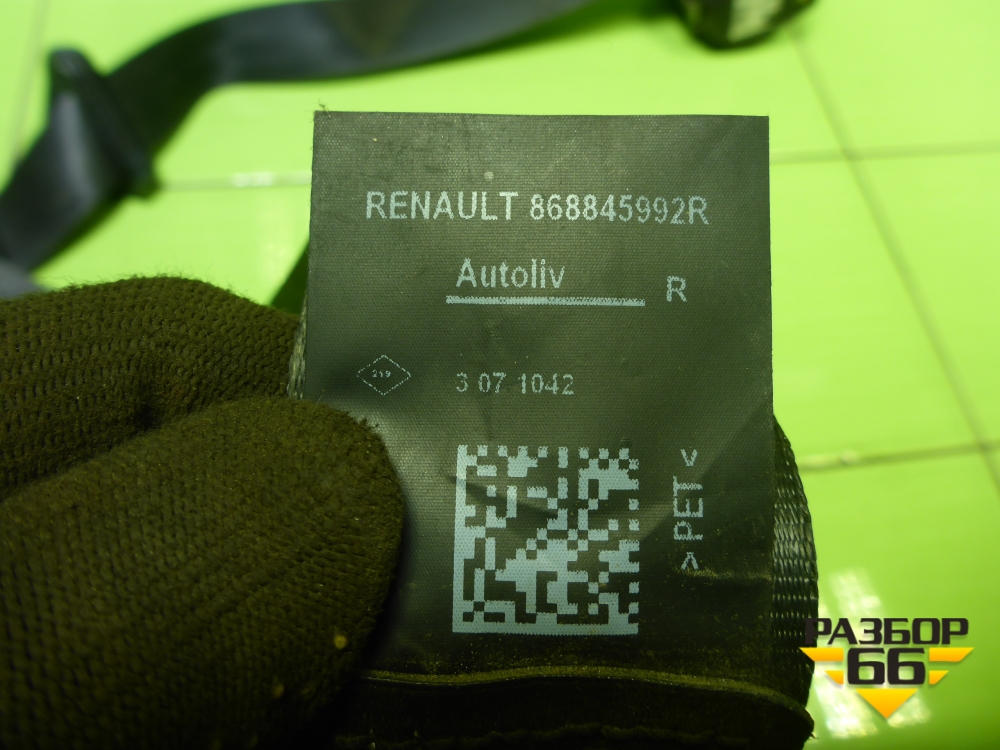 RENAULT 868845992R
Autoliv
R
219
3 07 1042
>PET<
РАЗБОР
66